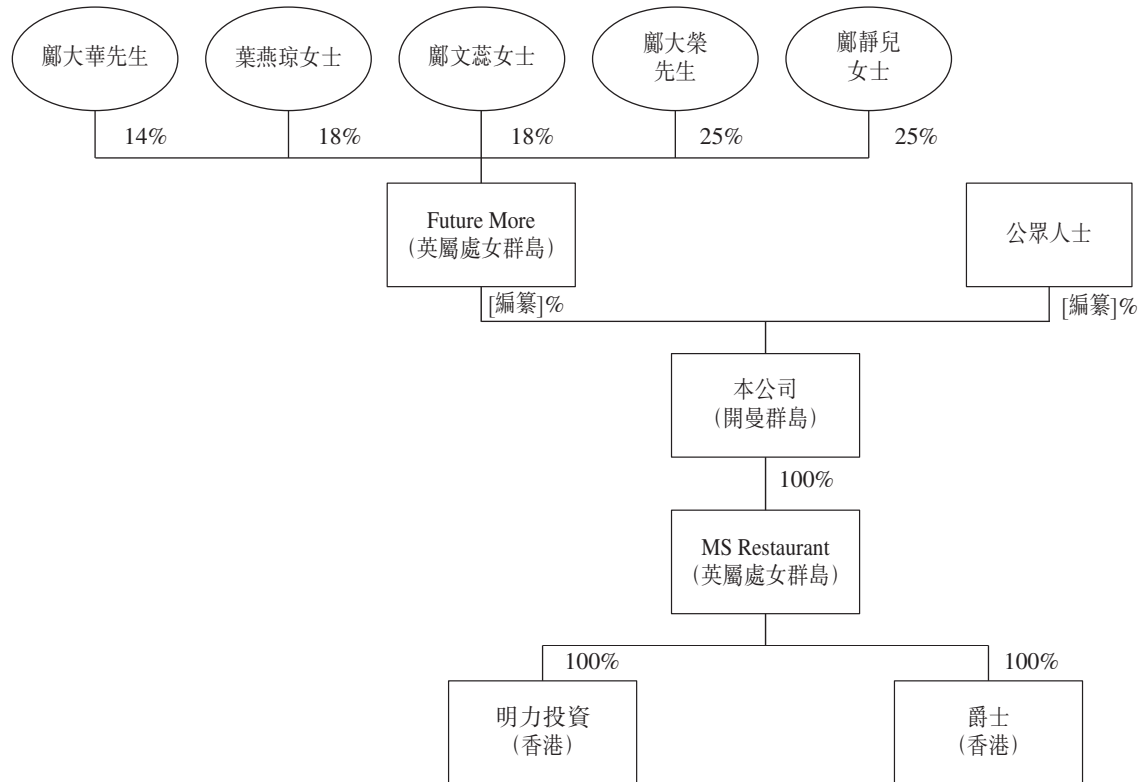 鄺大華先生
葉燕琼女士
鄺文蕊女士
鄺大榮
先生
鄺靜兒
女士
14%
18%
18%
25%
25%
Future More
(英屬處女群島)
公眾人士
[編纂]%
[編纂]%
本公司
(開曼群島)
100%
MS Restaurant
(英屬處女群島)
100%
100%
明力投資
(香港)
爵士
(香港)